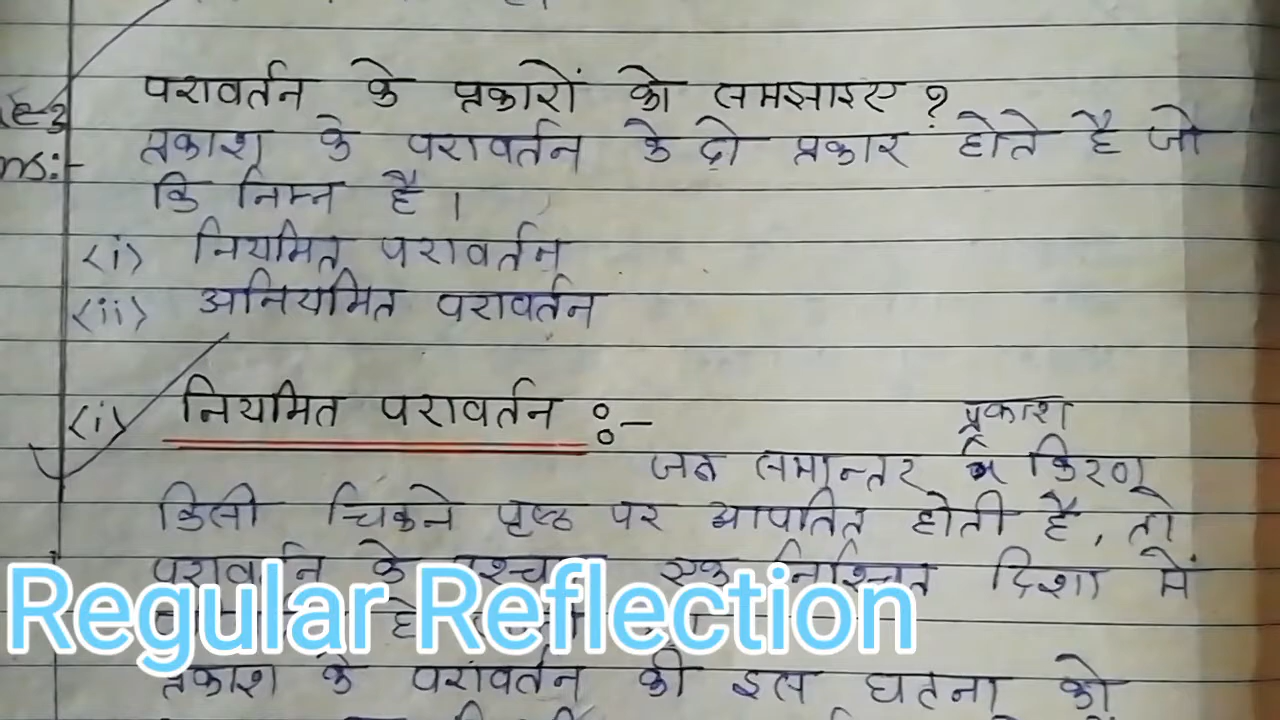 परावर्तन के प्रकारों को समझाइए ?
प्रकाश के परावर्तन के दो प्रकार होते है जो
कि निम्न है ।
(i) नियमित परावर्तन
(ii) अनियमित परावर्तन
(i) नियमित परावर्तन :-
प्रकाश
जब समान्तर किरण
किसी चिकने पृष्ठ पर आपतित होती है, तो
परावर्तन के पश्चात एक निश्चित दिशा में
Regular Reflection
प्रकाश के परावर्तन की इस घटना को